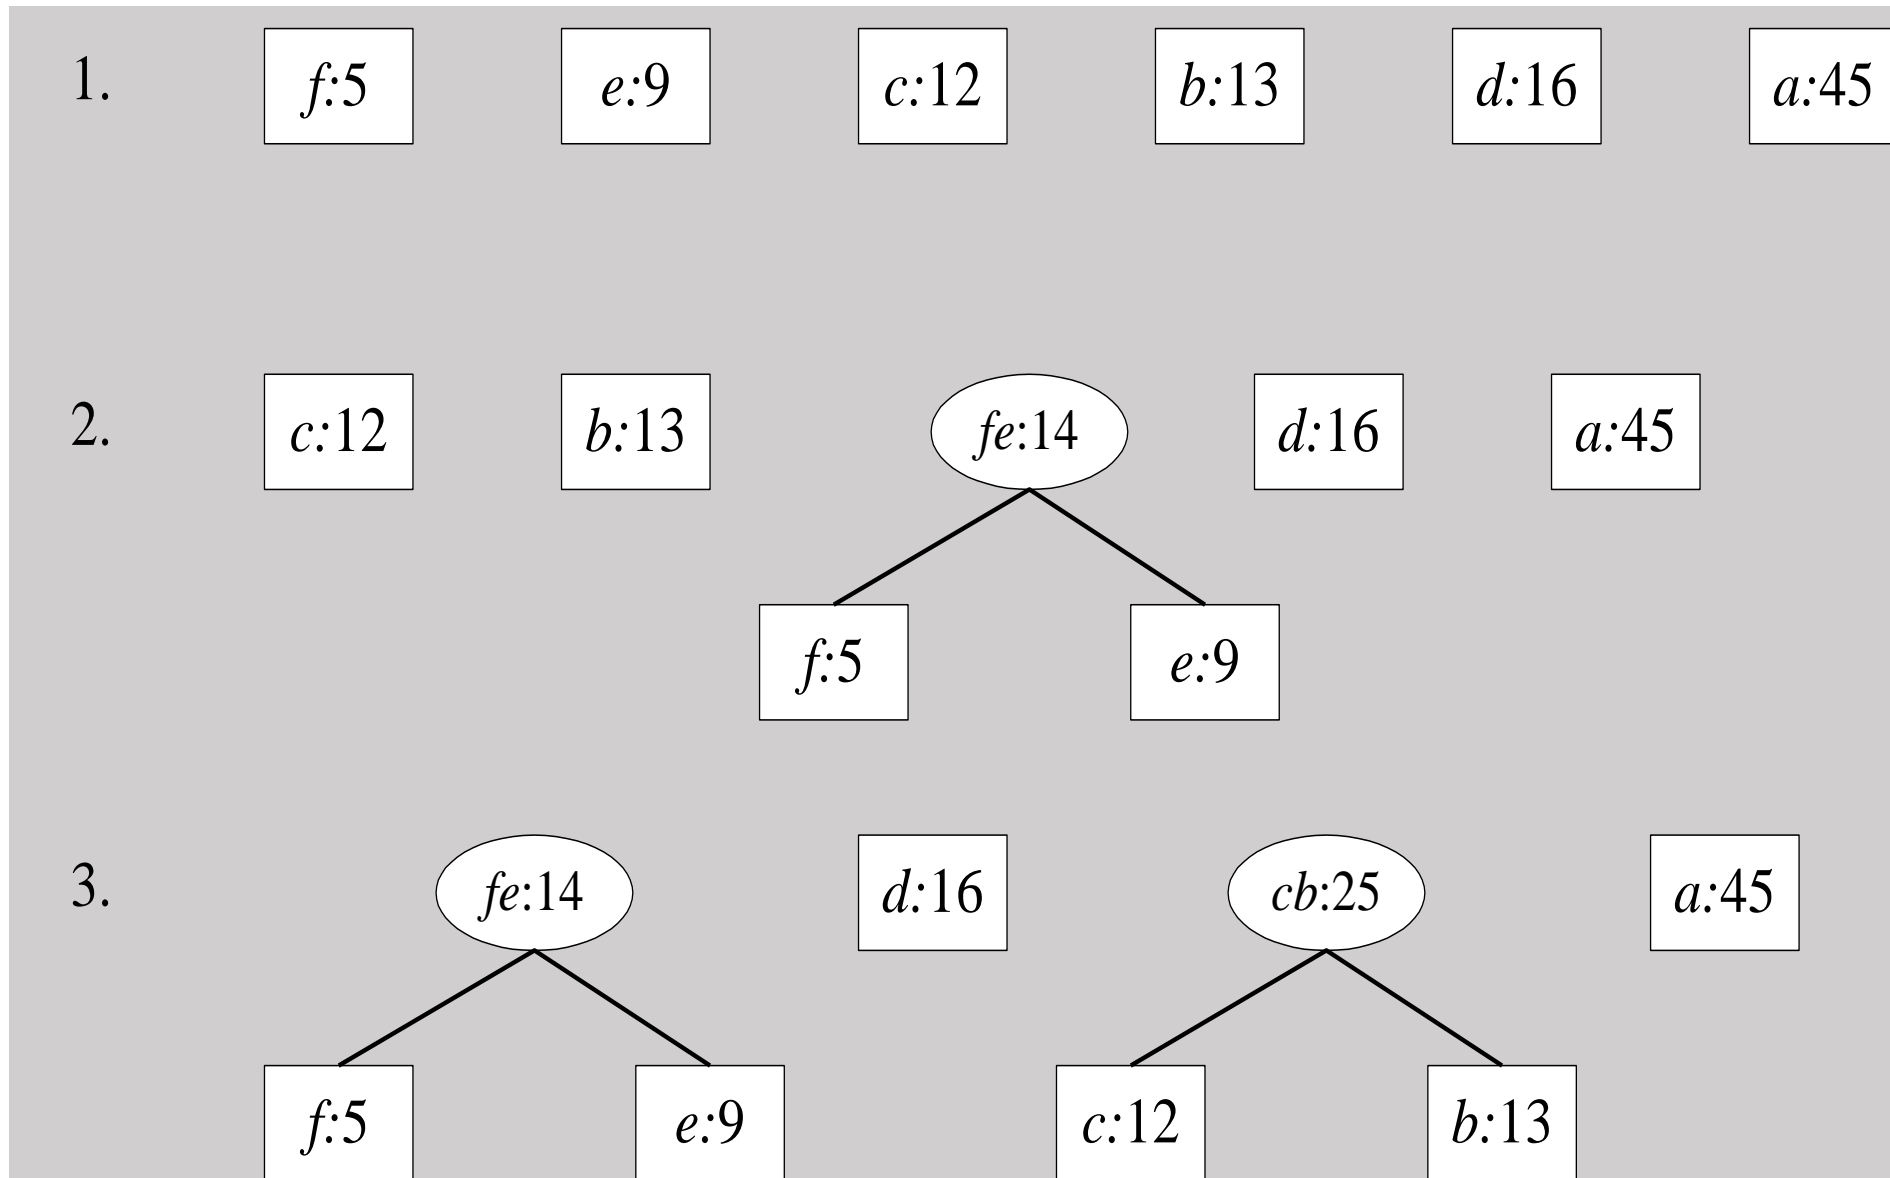 1. f:5 e:9 c:12 b:13 d:16 a:45
2. c:12 b:13 fe:14 d:16 a:45
f:5 e:9
3. fe:14 d:16 cb:25 a:45
f:5 e:9 c:12 b:13